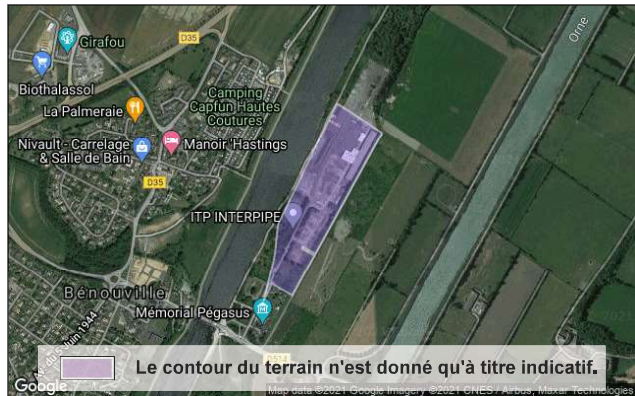 D35
Girafou
Orne
Biothalassol
La Palmeraie
Camping
Capfun Hautes
Coutures
Nivault - Carrelage
& Salle de Bain
Manoir 'Hastings
D35
ITP INTERPIPE
Bénouville
Mémorial Pégasus
D514
Le contour du terrain n'est donné qu'à titre indicatif.
Google
Map data ©2021 Google Imagery ©2021 CNES / Airbus, Maxar Technologies